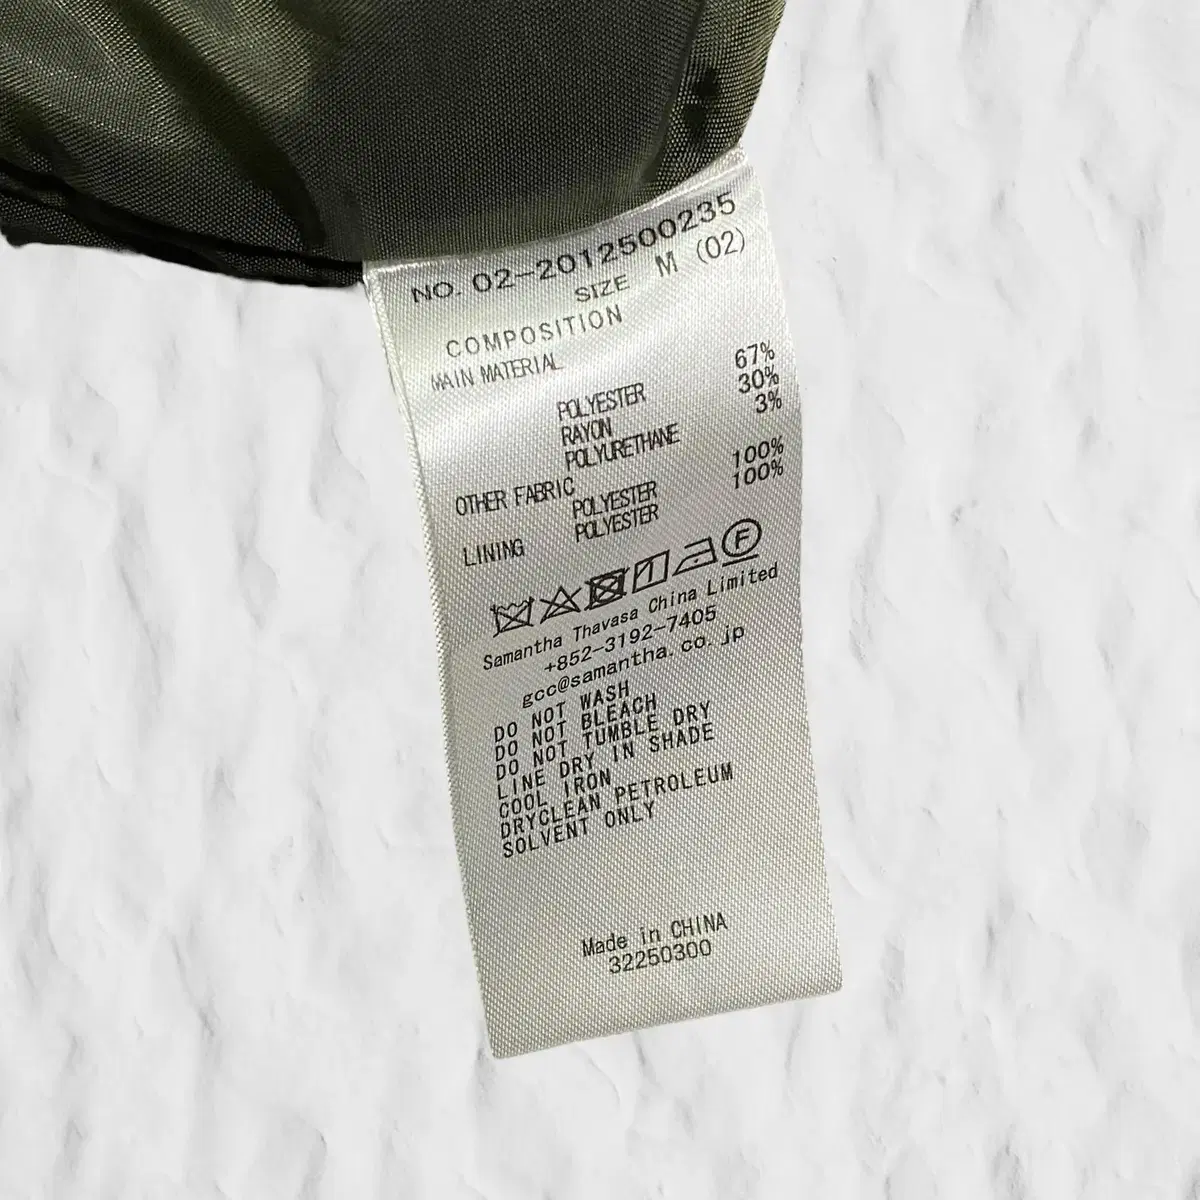 NO. 02-2012500235
SIZE M (02)
COMPOSITION
MAIN MATERIAL
POLYESTER 67%
RAYON 30%
POLYURETHANE 3%
OTHER FABRIC
POLYESTER 100%
LINING POLYESTER 100%
F
Samantha Thavasa China Limited
+852-3192-7405
gcc@samantha.co.jp
DO NOT WASH
DO NOT BLEACH
DO NOT TUMBLE DRY
LINE DRY IN SHADE
COOL IRON
DRYCLEAN PETROLEUM
SOLVENT ONLY
Made in CHINA
32250300